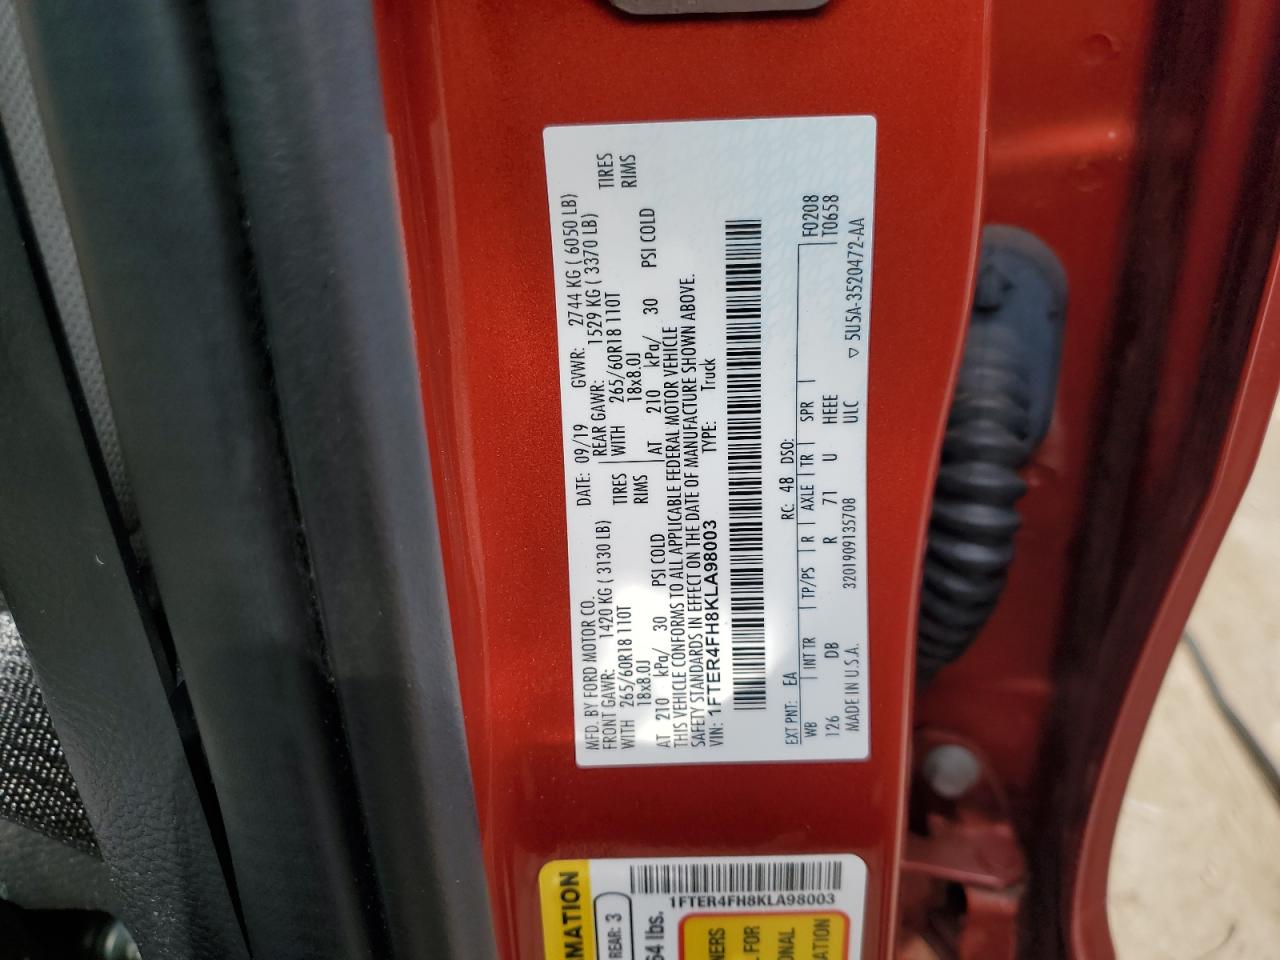 MFD. BY FORD MOTOR CO.
DATE: 09/19 GVWR: 2744 KG ( 6050 LB)
FRONT GAWR: 1420 KG ( 3130 LB) REAR GAWR: 1529 KG ( 3370 LB)
WITH 265/60R18 110T TIRES WITH 265/60R18 110T TIRES
18x8.0J RIMS 18x8.0J RIMS
AT 210 kPa/ 30 PSI COLD AT 210 kPa/ 30 PSI COLD
THIS VEHICLE CONFORMS TO ALL APPLICABLE FEDERAL MOTOR VEHICLE
SAFETY STANDARDS IN EFFECT ON THE DATE OF MANUFACTURE SHOWN ABOVE.
VIN: 1FTER4FH8KLA98003 TYPE: Truck
EXT PNT: EA RC: 48 DSO: F0208
WB INT TR TP/PS R AXLE TR SPR T0658
126 DB R 71 U HEEE
MADE IN U.S.A. 3201909135708 ULC ▽ 5U5A-3520472-AA
MATION
REAR: 3
64 lbs.
1FTER4FH8KLA98003
NERS
FOR
ONAL
ATION